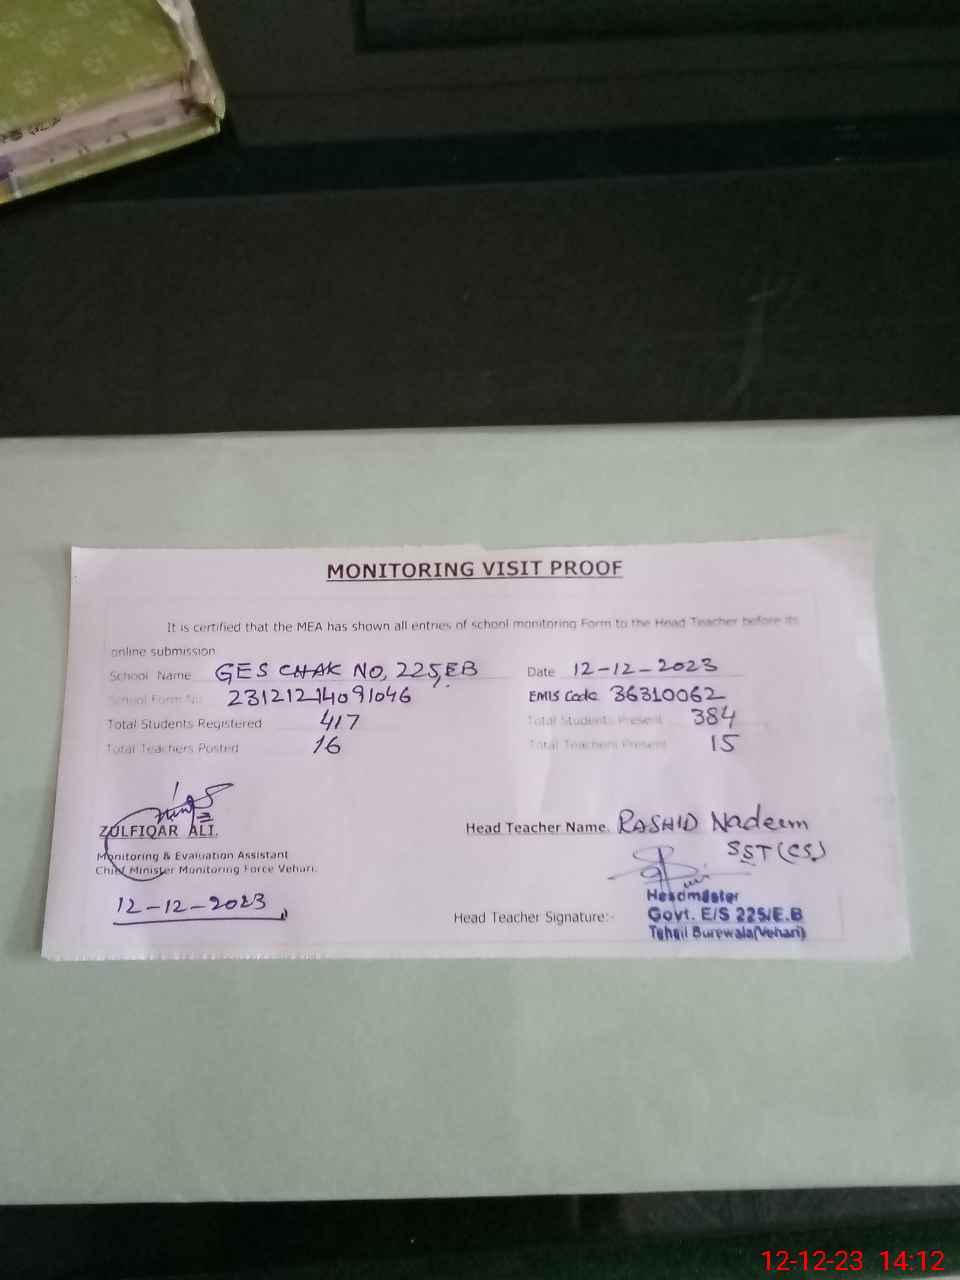 MONITORING VISIT PROOF
It is certified that the MEA has shown all entries of school monitoring Form to the Head Teacher before its
online submission
School Name GES CHAK NO, 225,EB Date 12-12-2023
School Form No 23121214091046 EMIS Code 36310062
Total Students Registered 417 Total Students Present 384
Total Teachers Posted 16 Total Teachers Present 15
ZULFIQAR ALI.
Monitoring & Evaluation Assistant
Chief Minister Monitoring Force Vehari.
12-12-2023
Head Teacher Name. RASHID Nadeem
SST (CS)
Head Teacher Signature:-
Headmaster
Govt. E/S 225/E.B
Tehsil Burewala(Vehari)
12-12-23 14:12